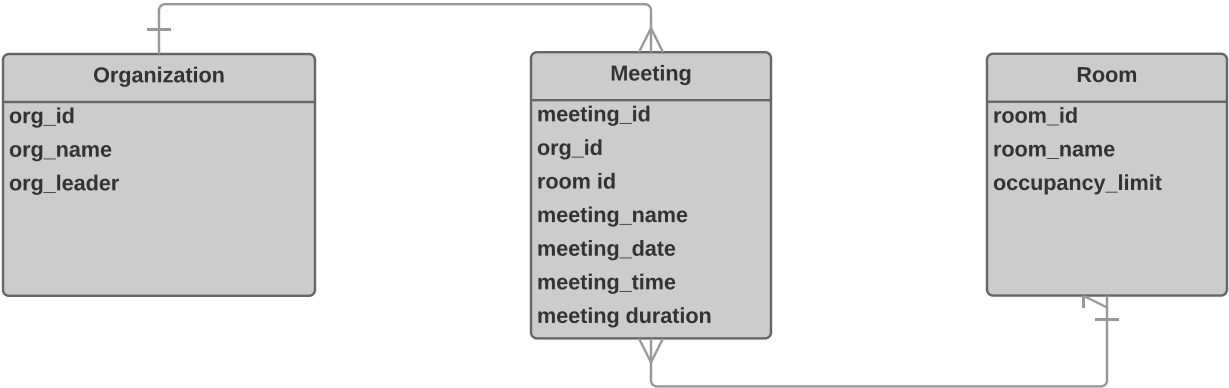 Organization
org_id
org_name
org_leader
Meeting
meeting_id
org_id
room id
meeting_name
meeting_date
meeting_time
meeting duration
Room
room_id
room_name
occupancy_limit